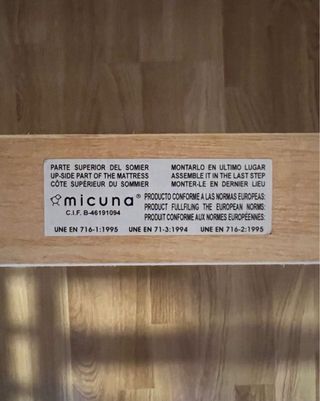 PARTE SUPERIOR DEL SOMIER
UP-SIDE PART OF THE MATTRESS
CÔTE SUPÉRIEUR DU SOMMIER
MONTARLO EN ULTIMO LUGAR
ASSEMBLE IT IN THE LAST STEP
MONTER-LE EN DERNIER LIEU
micuna®
C.I.F. B-46191094
PRODUCTO CONFORME A LAS NORMAS EUROPEAS:
PRODUCT FULLFILING THE EUROPEAN NORMS:
PRODUIT CONFORME AUX NORMES EUROPÉENNES:
UNE EN 716-1:1995 UNE EN 71-3:1994 UNE EN 716-2:1995